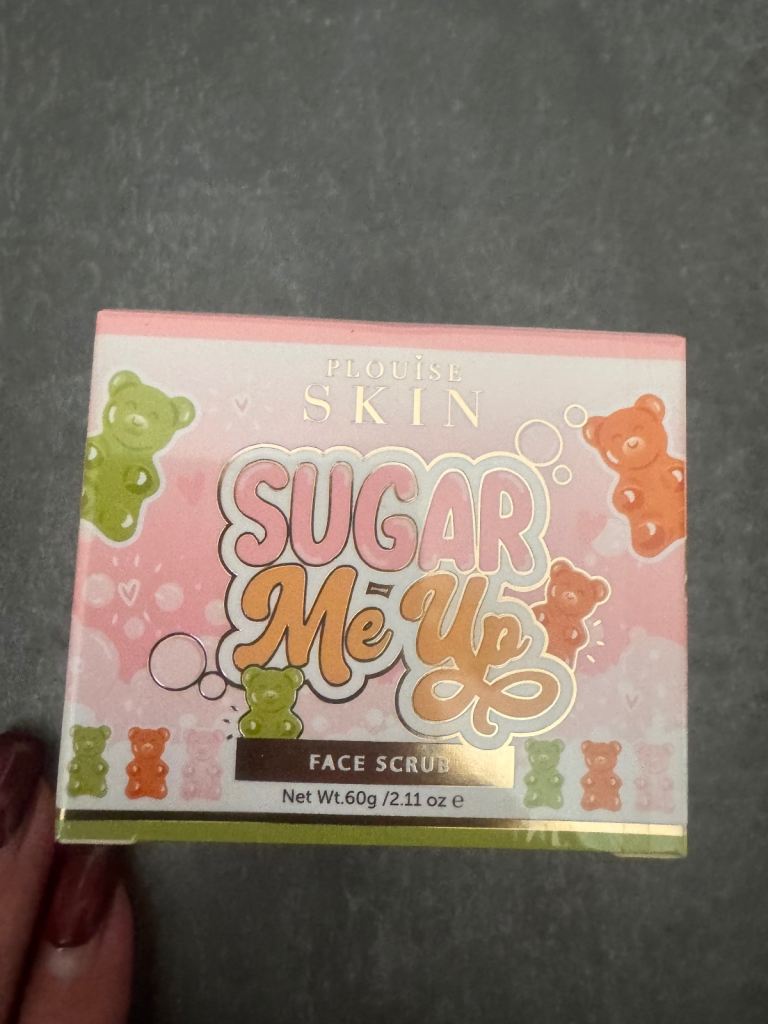 PLOUISE
SKIN
SUGAR
Me Up
FACE SCRUB
Net Wt.60g /2.11 oz ℮